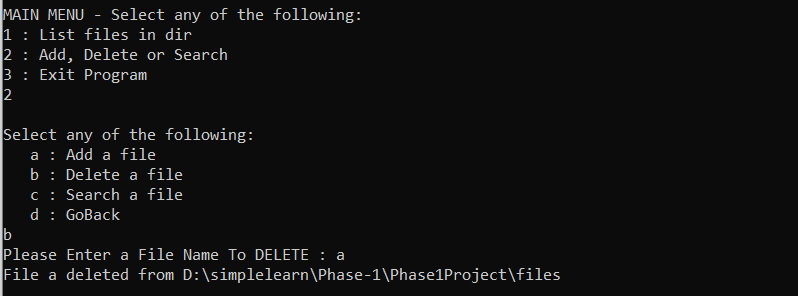 MAIN MENU - Select any of the following:
1 : List files in dir
2 : Add, Delete or Search
3 : Exit Program
2
Select any of the following:
a : Add a file
b : Delete a file
c : Search a file
d : GoBack
b
Please Enter a File Name To DELETE : a
File a deleted from D:\simplelearn\Phase-1\Phase1Project\files